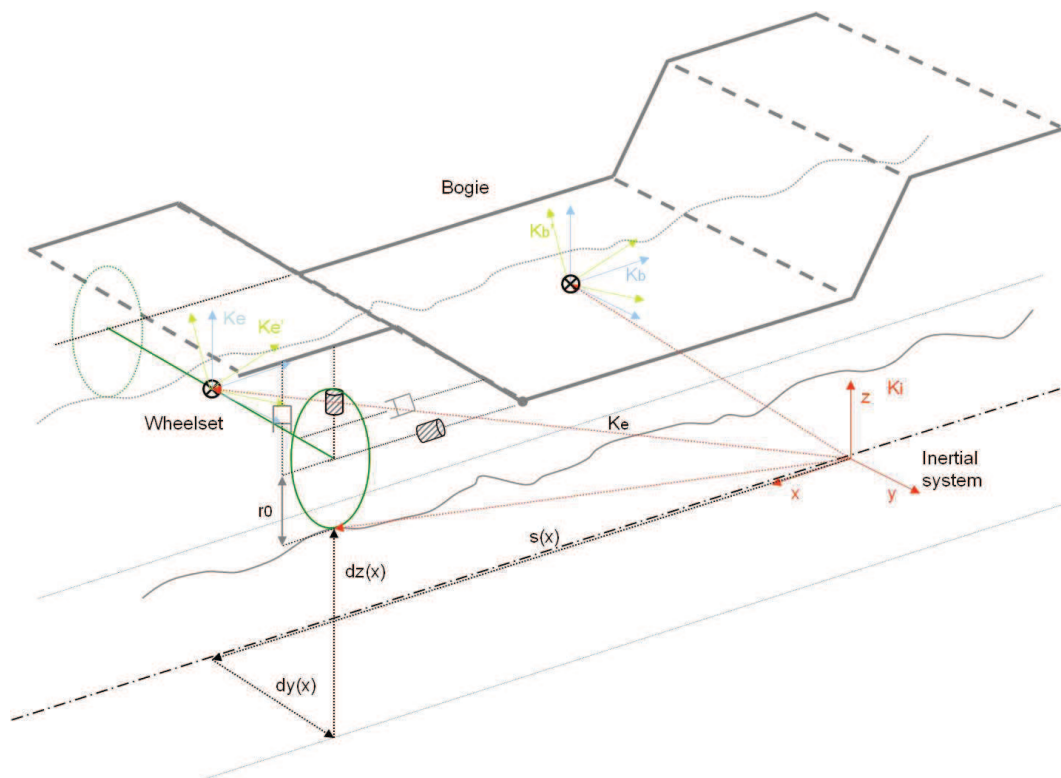 Bogie
Kb'
Kb
Ke
Ke'
Wheelset
Ke
z
Ki
Inertial
system
x
y
r0
s(x)
dz(x)
dy(x)